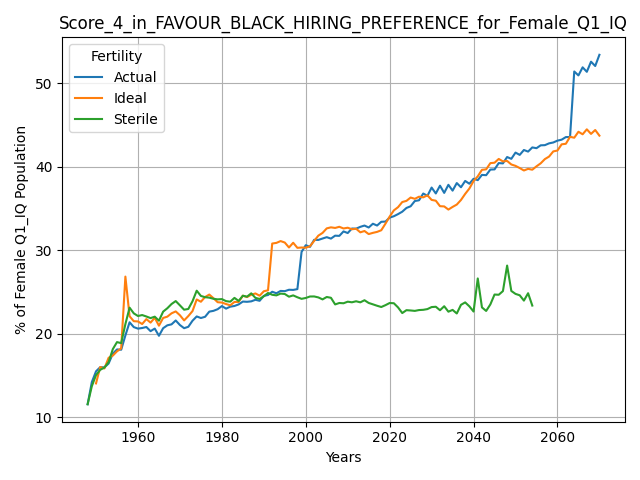 Score_4_in_FAVOUR_BLACK_HIRING_PREFERENCE_for_Female_Q1_IQ
Fertility
Actual
Ideal
Sterile
% of Female Q1_IQ Population
50
40
30
20
10
1960
1980
2000
2020
2040
2060
Years